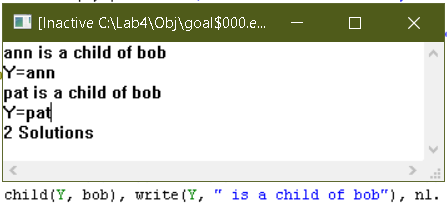 [Inactive C:\Lab4\Obj\goal$000.e...
ann is a child of bob
Y=ann
pat is a child of bob
Y=pat
2 Solutions
child(Y, bob), write(Y, " is a child of bob"), nl.